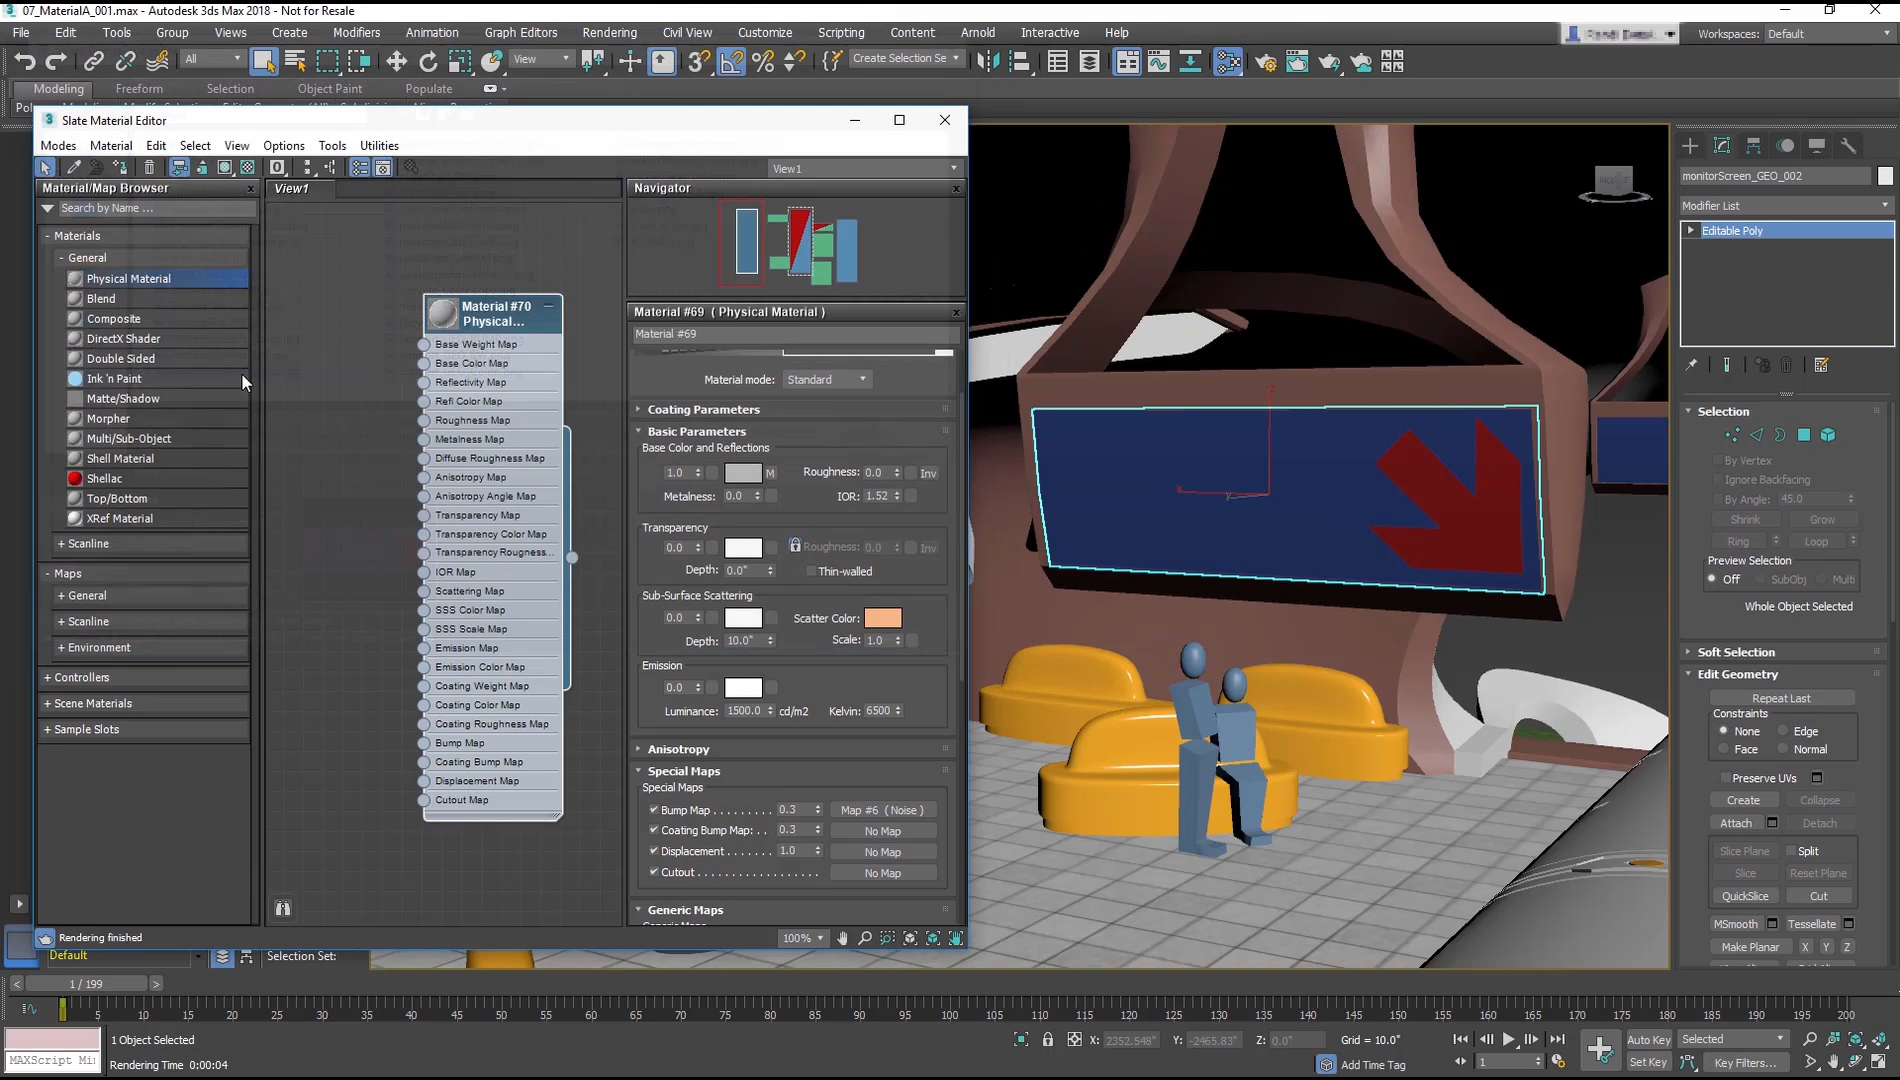 07_MaterialA_001.max - Autodesk 3ds Max 2018 - Not for Resale
File Edit Tools Group Views Create Modifiers Animation Graph Editors Rendering Civil View Customize Scripting Content Arnold Interactive Help
Workspaces: Default
All View Create Selection Se
Modeling Freeform Selection Object Paint Populate
Slate Material Editor
Modes Material Edit Select View Options Tools Utilities
View1
Material/Map Browser
Search by Name ...
- Materials
- General
Physical Material
Blend
Composite
DirectX Shader
Double Sided
Ink 'n Paint
Matte/Shadow
Morpher
Multi/Sub-Object
Shell Material
Shellac
Top/Bottom
XRef Material
+ Scanline
- Maps
+ General
+ Scanline
+ Environment
+ Controllers
+ Scene Materials
+ Sample Slots
View1
Material #70
Physical...
Base Weight Map
Base Color Map
Reflectivity Map
Refl Color Map
Roughness Map
Metalness Map
Diffuse Roughness Map
Anisotropy Map
Anisotropy Angle Map
Transparency Map
Transparency Color Map
Transparency Rougness...
IOR Map
Scattering Map
SSS Color Map
SSS Scale Map
Emission Map
Emission Color Map
Coating Weight Map
Coating Color Map
Coating Roughness Map
Bump Map
Coating Bump Map
Displacement Map
Cutout Map
Navigator
Material #69 ( Physical Material )
Material #69
Material mode: Standard
Coating Parameters
Basic Parameters
Base Color and Reflections
1.0 M Roughness: 0.0 Inv
Metalness: 0.0 IOR: 1.52
Transparency
0.0 Roughness: 0.0 Inv
Depth: 0.0" Thin-walled
Sub-Surface Scattering
0.0 Scatter Color:
Depth: 10.0" Scale: 1.0
Emission
0.0
Luminance: 1500.0 cd/m2 Kelvin: 6500
Anisotropy
Special Maps
Special Maps
Bump Map . . . . . . . . 0.3 Map #6 ( Noise )
Coating Bump Map: . . 0.3 No Map
Displacement . . . . . . . 1.0 No Map
Cutout . . . . . . . . . . . . . . . . . . No Map
Generic Maps
Rendering finished
100%
monitorScreen_GEO_002
Modifier List
Editable Poly
Selection
By Vertex
Ignore Backfacing
By Angle: 45.0
Shrink Grow
Ring Loop
Preview Selection
Off SubObj Multi
Whole Object Selected
Soft Selection
Edit Geometry
Repeat Last
Constraints
None Edge
Face Normal
Preserve UVs
Create Collapse
Attach Detach
Slice Plane Split
Slice Reset Plane
QuickSlice Cut
MSmooth Tessellate
Make Planar X Y Z
Default Selection Set:
< 1 / 199 >
5 10 15 20 25 30 35 40 45 50 55 60 65 70 75 80 85 90 95 100 105 110 115 120 125 130 135 140 145 150 155 160 165 170 175 180 185 190 195 200
1 Object Selected
X: 2352.548" Y: -2465.83" Z: 0.0" Grid = 10.0"
Auto Key Selected
MAXScript Mi
Rendering Time 0:00:04
Add Time Tag
1
Set Key Key Filters...